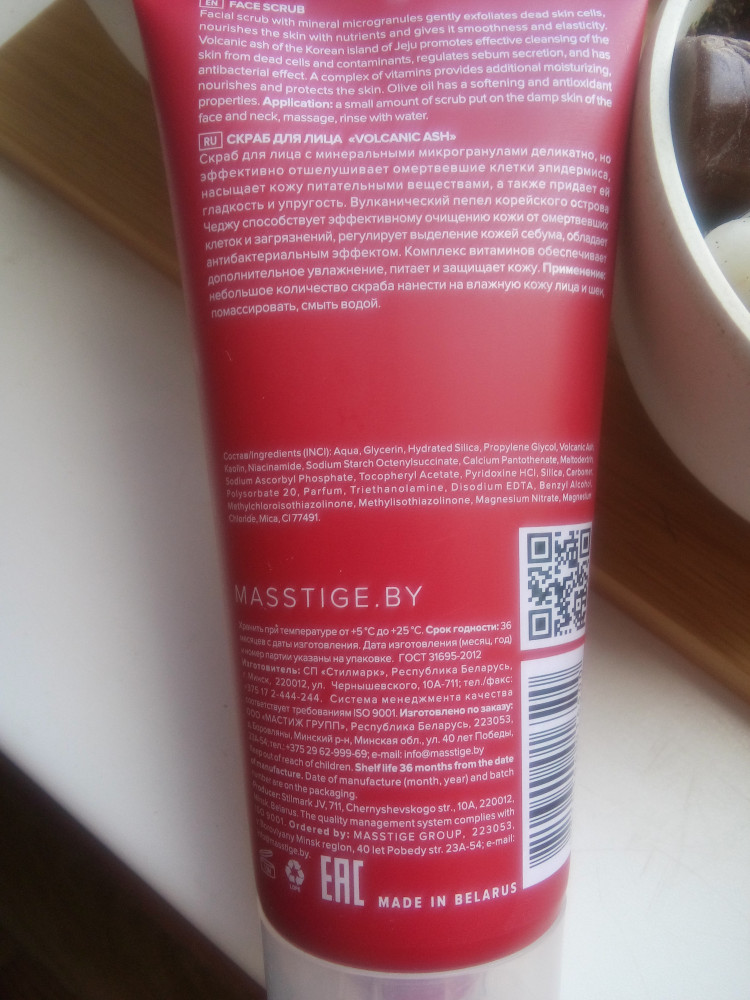 EN FACE SCRUB
Facial scrub with mineral microgranules gently exfoliates dead skin cells,
nourishes the skin with nutrients and gives it smoothness and elasticity.
Volcanic ash of the Korean island of Jeju promotes effective cleansing of the
skin from dead cells and contaminants, regulates sebum secretion, and has
antibacterial effect. A complex of vitamins provides additional moisturizing,
nourishes and protects the skin. Olive oil has a softening and antioxidant
properties. Application: a small amount of scrub put on the damp skin of the
face and neck, massage, rinse with water.
RU СКРАБ ДЛЯ ЛИЦА «VOLCANIC ASH»
Скраб для лица с минеральными микрогранулами деликатно, но
эффективно отшелушивает омертвевшие клетки эпидермиса,
насыщает кожу питательными веществами, а также придает ей
гладкость и упругость. Вулканический пепел корейского острова
Чеджу способствует эффективному очищению кожи от омертвевших
клеток и загрязнений, регулирует выделение кожей себума, обладает
антибактериальным эффектом. Комплекс витаминов обеспечивает
дополнительное увлажнение, питает и защищает кожу. Применение:
небольшое количество скраба нанести на влажную кожу лица и шеи,
помассировать, смыть водой.
Состав/Ingredients (INCI): Aqua, Glycerin, Hydrated Silica, Propylene Glycol, Volcanic Ash,
Kaolin, Niacinamide, Sodium Starch Octenylsuccinate, Calcium Pantothenate, Maltodextrin,
Sodium Ascorbyl Phosphate, Tocopheryl Acetate, Pyridoxine HCl, Silica, Carbomer,
Polysorbate 20, Parfum, Triethanolamine, Disodium EDTA, Benzyl Alcohol,
Methylchloroisothiazolinone, Methylisothiazolinone, Magnesium Nitrate, Magnesium
Chloride, Mica, CI 77491.
MASSTIGE.BY
Хранить при температуре от +5 °С до +25 °С. Срок годности: 36
месяцев с даты изготовления. Дата изготовления (месяц, год)
и номер партии указаны на упаковке. ГОСТ 31695-2012
Изготовитель: СП «Стилмарк», Республика Беларусь,
г. Минск, 220012, ул. Чернышевского, 10А-711; тел./факс:
+375 17 2-444-244. Система менеджмента качества
соответствует требованиям ISO 9001. Изготовлено по заказу:
ООО «МАСТИЖ ГРУПП», Республика Беларусь, 223053,
д. Боровляны, Минский р-н, Минская обл., ул. 40 лет Победы,
23А-54; тел.: +375 29 62-999-69; e-mail: info@masstige.by
Keep out of reach of children. Shelf life 36 months from the date
of manufacture. Date of manufacture (month, year) and batch
number are on the packaging.
Producer: Stilmark JV, 711, Chernyshevskogo str., 10A, 220012,
Minsk, Belarus. The quality management system complies with
ISO 9001. Ordered by: MASSTIGE GROUP, 223053,
Borovlyany Minsk region, 40 let Pobedy str. 23A-54; e-mail:
masstige.by.
EAC MADE IN BELARUS